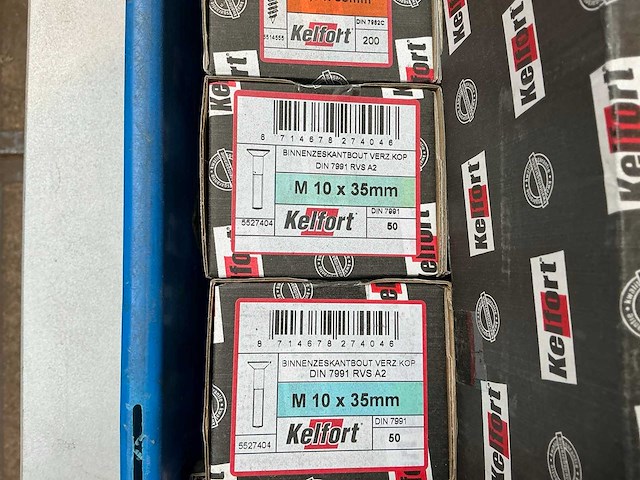 DIN 7982C
5514555
Kelfort
200
8 714678 274046
BINNENZESKANTBOUT VERZ KOP
DIN 7991 RVS A2
M 10 x 35mm
5527404
Kelfort
DIN 7991
50
8 714678 274046
BINNENZESKANTBOUT VERZ KOP
DIN 7991 RVS A2
M 10 x 35mm
5527404
Kelfort
DIN 7991
50
Kelfort
Kelfort
Kelfort
Kelfort